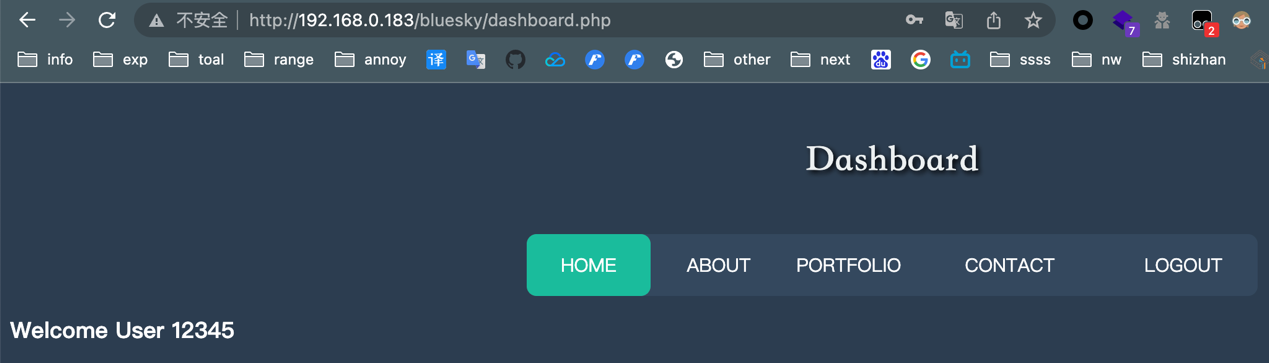 不安全 http://192.168.0.183/bluesky/dashboard.php
7 2
info exp toal range annoy 译 G du G other next ssss nw shizhan
Dashboard
HOME ABOUT PORTFOLIO CONTACT LOGOUT
Welcome User 12345